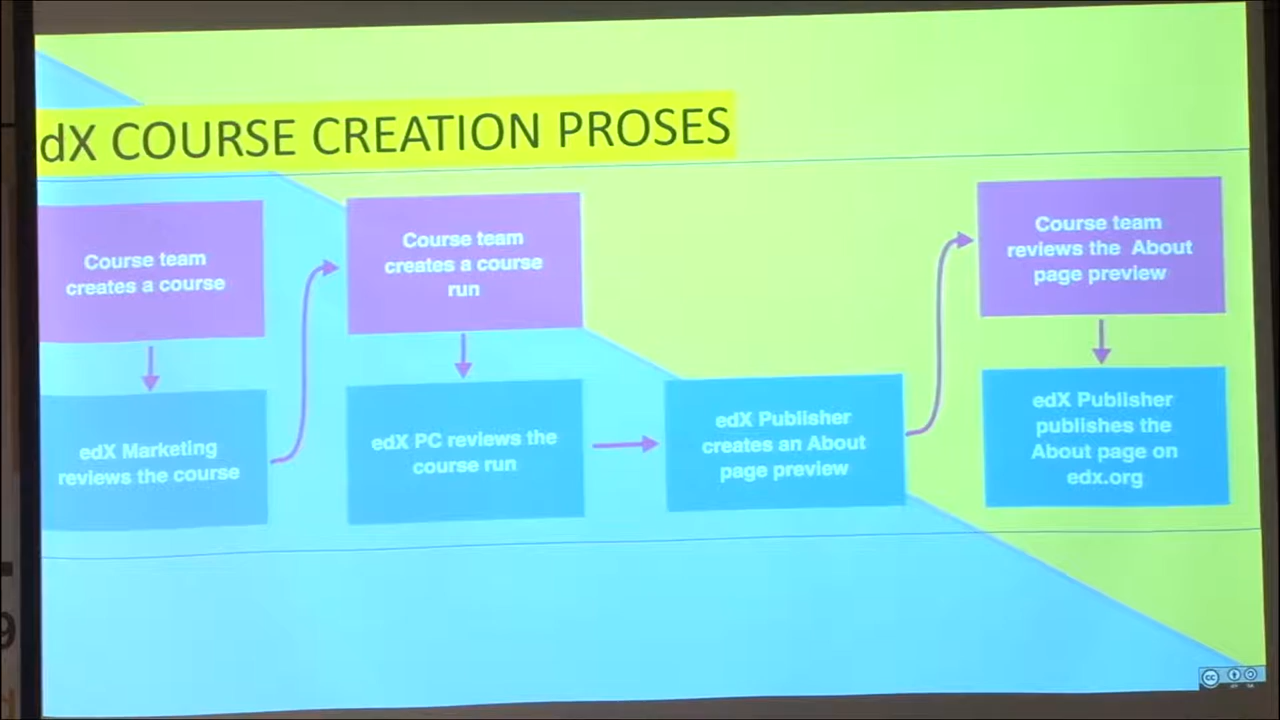 dX COURSE CREATION PROSES
Course team
creates a course
edX Marketing
reviews the course
Course team
creates a course
run
edX PC reviews the
course run
edX Publisher
creates an About
page preview
Course team
reviews the About
page preview
edX Publisher
publishes the
About page on
edx.org
cc
9